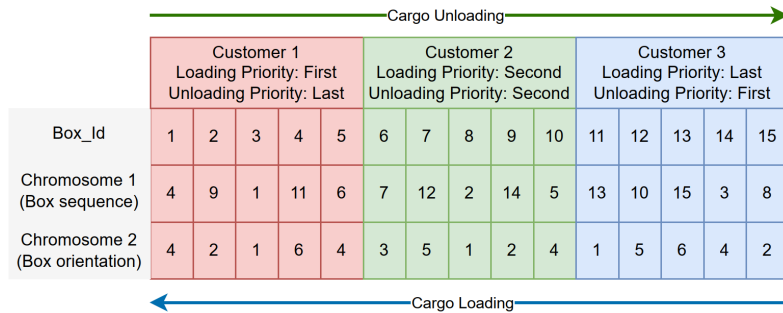 Cargo Unloading
Customer 1
Loading Priority: First
Unloading Priority: Last
Customer 2
Loading Priority: Second
Unloading Priority: Second
Customer 3
Loading Priority: Last
Unloading Priority: First
Box_Id 1 2 3 4 5 6 7 8 9 10 11 12 13 14 15
Chromosome 1
(Box sequence) 4 9 1 11 6 7 12 2 14 5 13 10 15 3 8
Chromosome 2
(Box orientation) 4 2 1 6 4 3 5 1 2 4 1 5 6 4 2
Cargo Loading